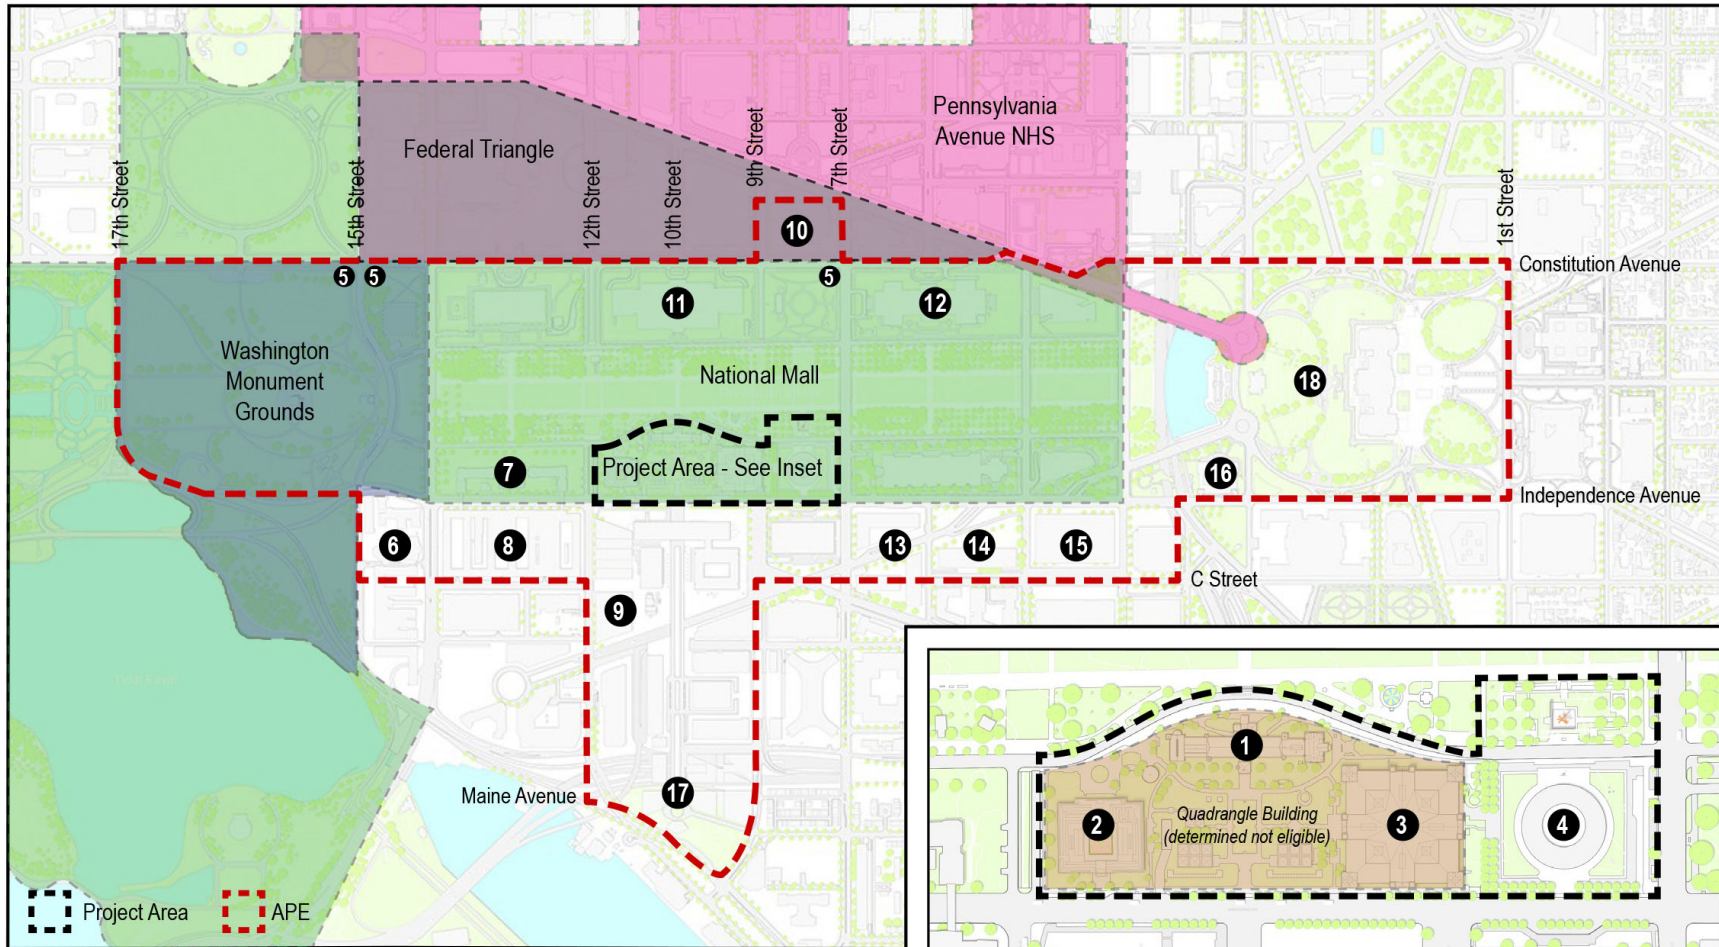 Pennsylvania
Avenue NHS
Federal Triangle
17th Street
15th Street
12th Street
10th Street
9th Street
7th Street
1st Street
10
5
5
5
Constitution Avenue
11
12
Washington
Monument
Grounds
National Mall
18
7
Project Area - See Inset
16
Independence Avenue
6
8
13
14
15
C Street
9
Maine Avenue
17
1
2
Quadrangle Building
(determined not eligible)
3
4
Project Area
APE